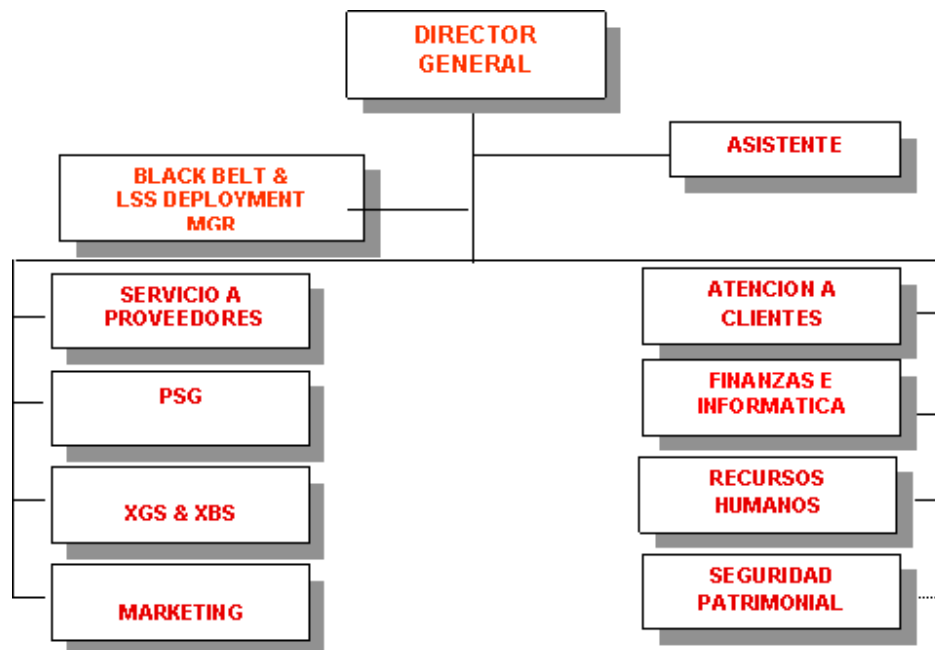 DIRECTOR
GENERAL
ASISTENTE
BLACK BELT &
LSS DEPLOYMENT
MGR
SERVICIO A
PROVEEDORES
PSG
XGS & XBS
MARKETING
ATENCION A
CLIENTES
FINANZAS E
INFORMATICA
RECURSOS
HUMANOS
SEGURIDAD
PATRIMONIAL